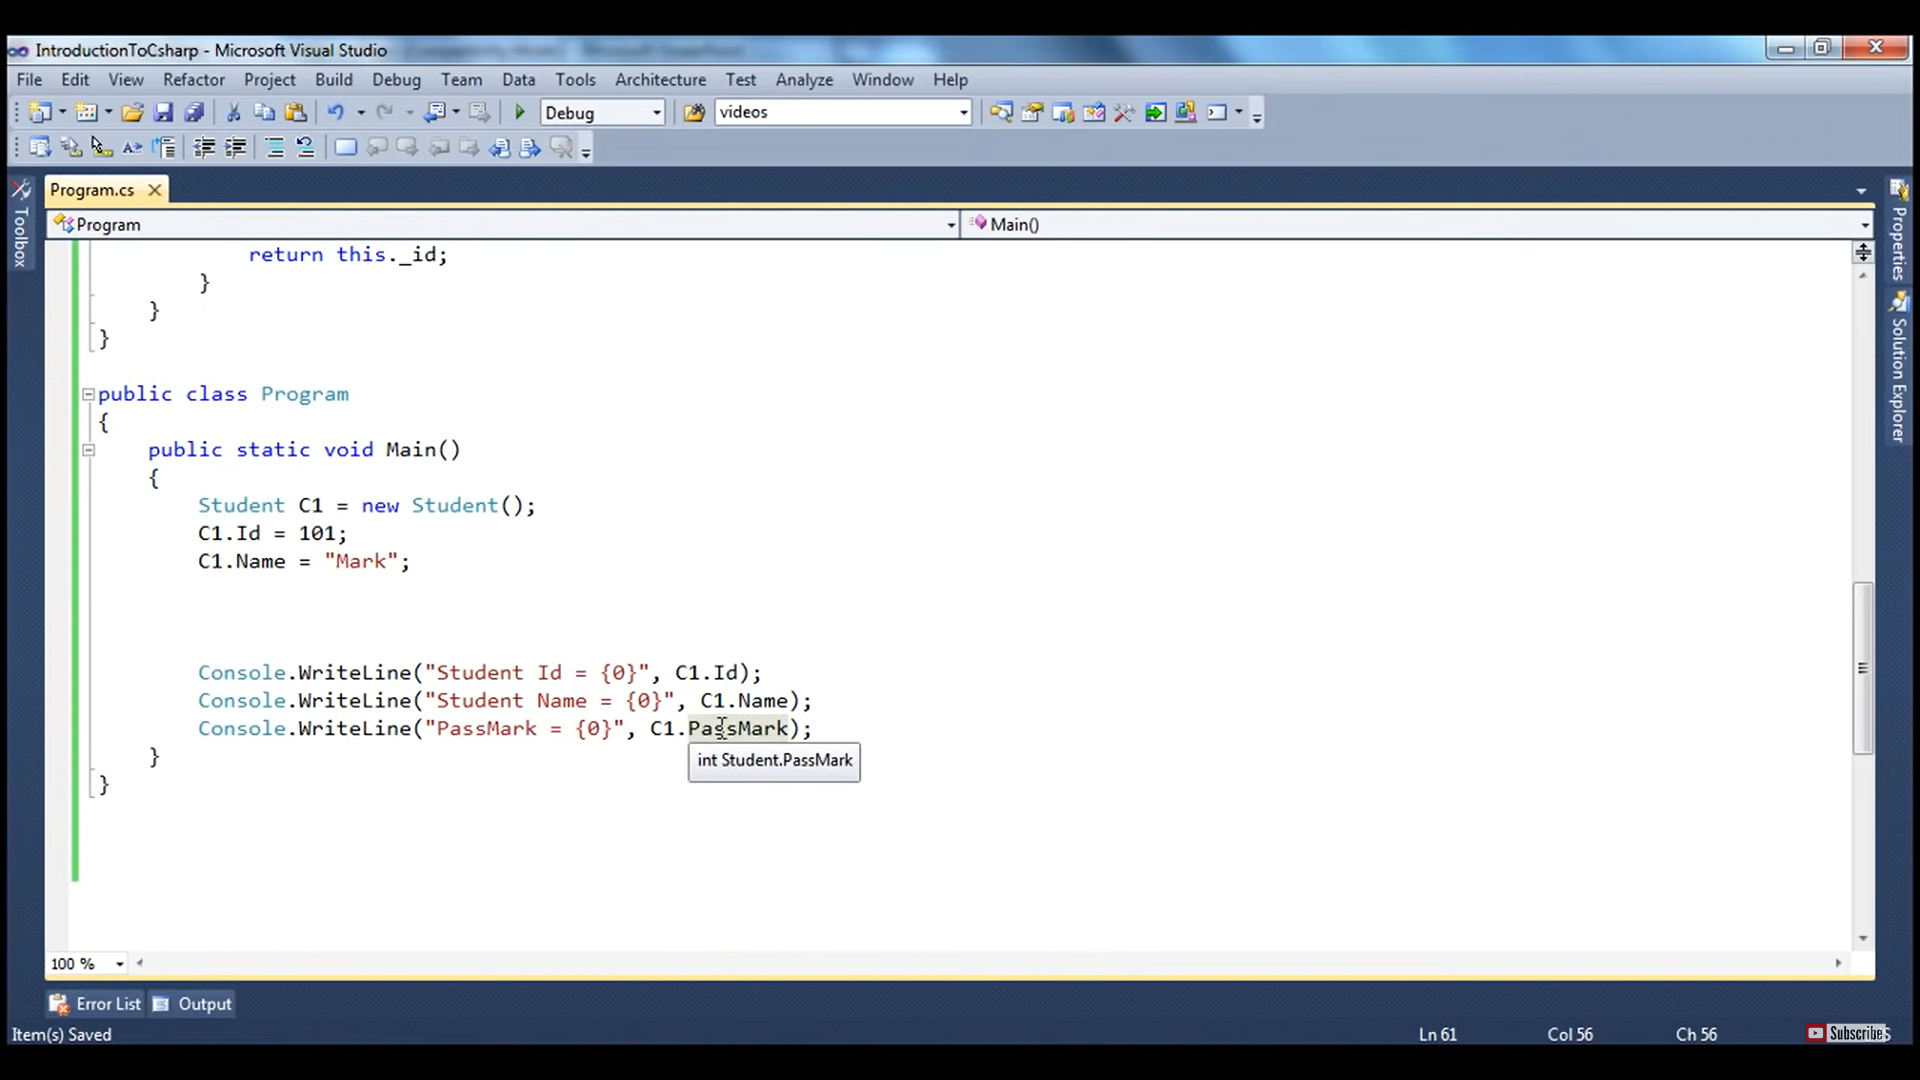 IntroductionToCsharp - Microsoft Visual Studio
File Edit View Refactor Project Build Debug Team Data Tools Architecture Test Analyze Window Help
Debug videos
Toolbox
Program.cs
Program Main()
return this._id;
}
}
}
public class Program
{
public static void Main()
{
Student C1 = new Student();
C1.Id = 101;
C1.Name = "Mark";
Console.WriteLine("Student Id = {0}", C1.Id);
Console.WriteLine("Student Name = {0}", C1.Name);
Console.WriteLine("PassMark = {0}", C1.PassMark);
int Student.PassMark
}
}
Properties
Solution Explorer
100 %
Error List Output
Item(s) Saved Ln 61 Col 56 Ch 56
Subscribe